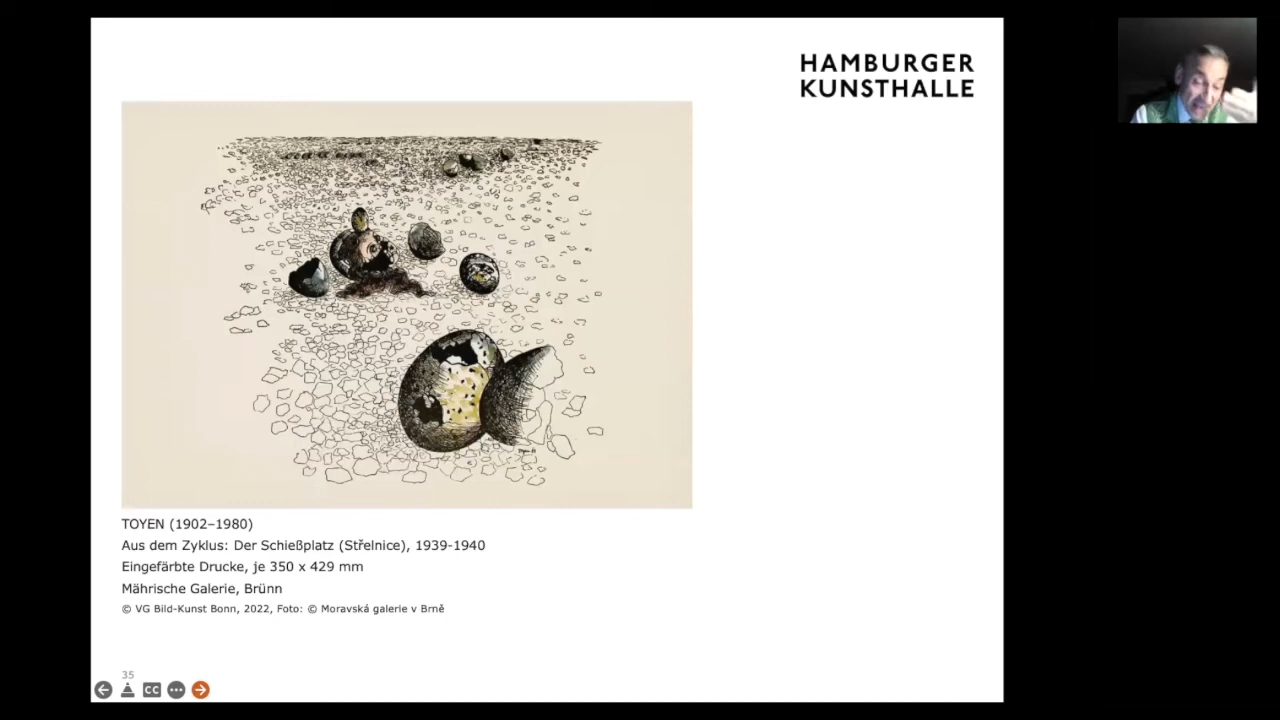 HAMBURGER
KUNSTHALLE
TOYEN (1902–1980)
Aus dem Zyklus: Der Schießplatz (Střelnice), 1939-1940
Eingefärbte Drucke, je 350 x 429 mm
Mährische Galerie, Brünn
© VG Bild-Kunst Bonn, 2022, Foto: © Moravská galerie v Brně
35
CC